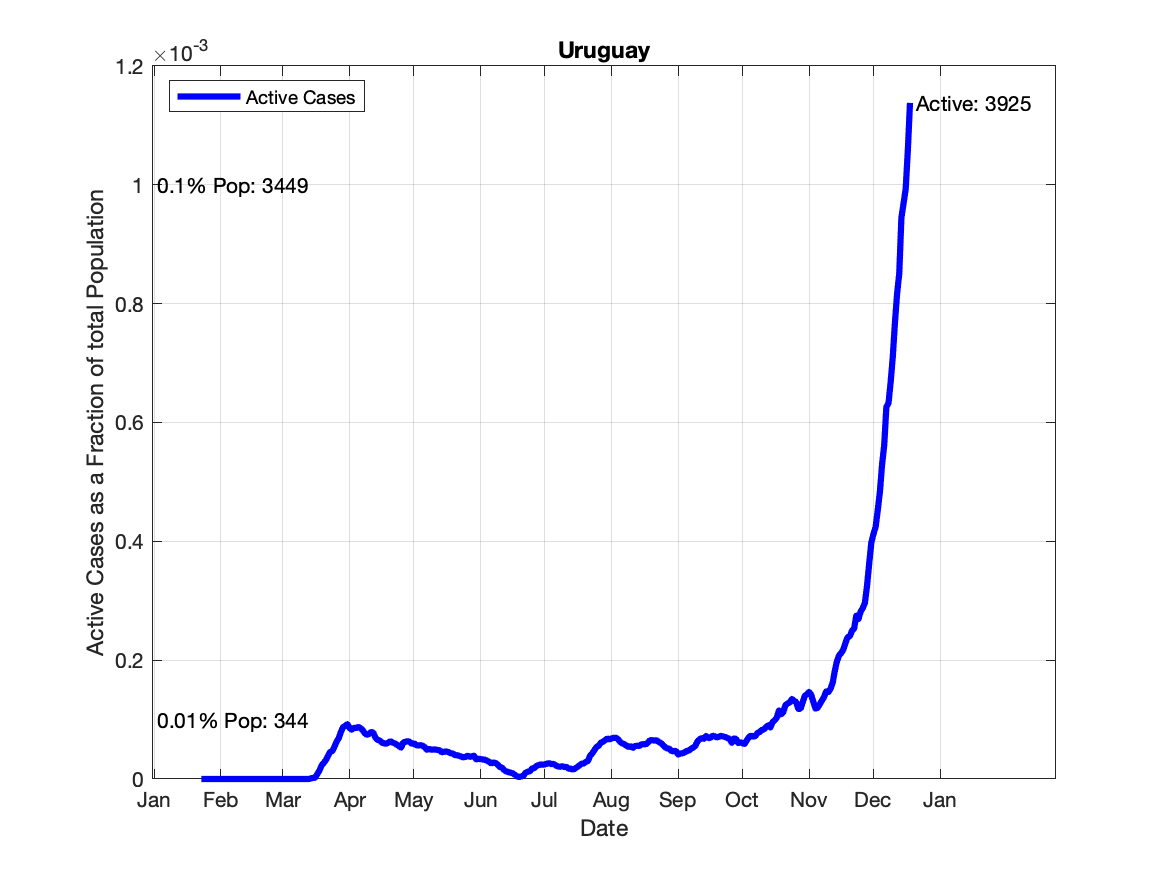 Uruguay
×10-3
1.2
Active Cases
Active: 3925
1
0.1% Pop: 3449
0.8
0.6
0.4
0.2
0.01% Pop: 344
0
Active Cases as a Fraction of total Population
Jan Feb Mar Apr May Jun Jul Aug Sep Oct Nov Dec Jan
Date